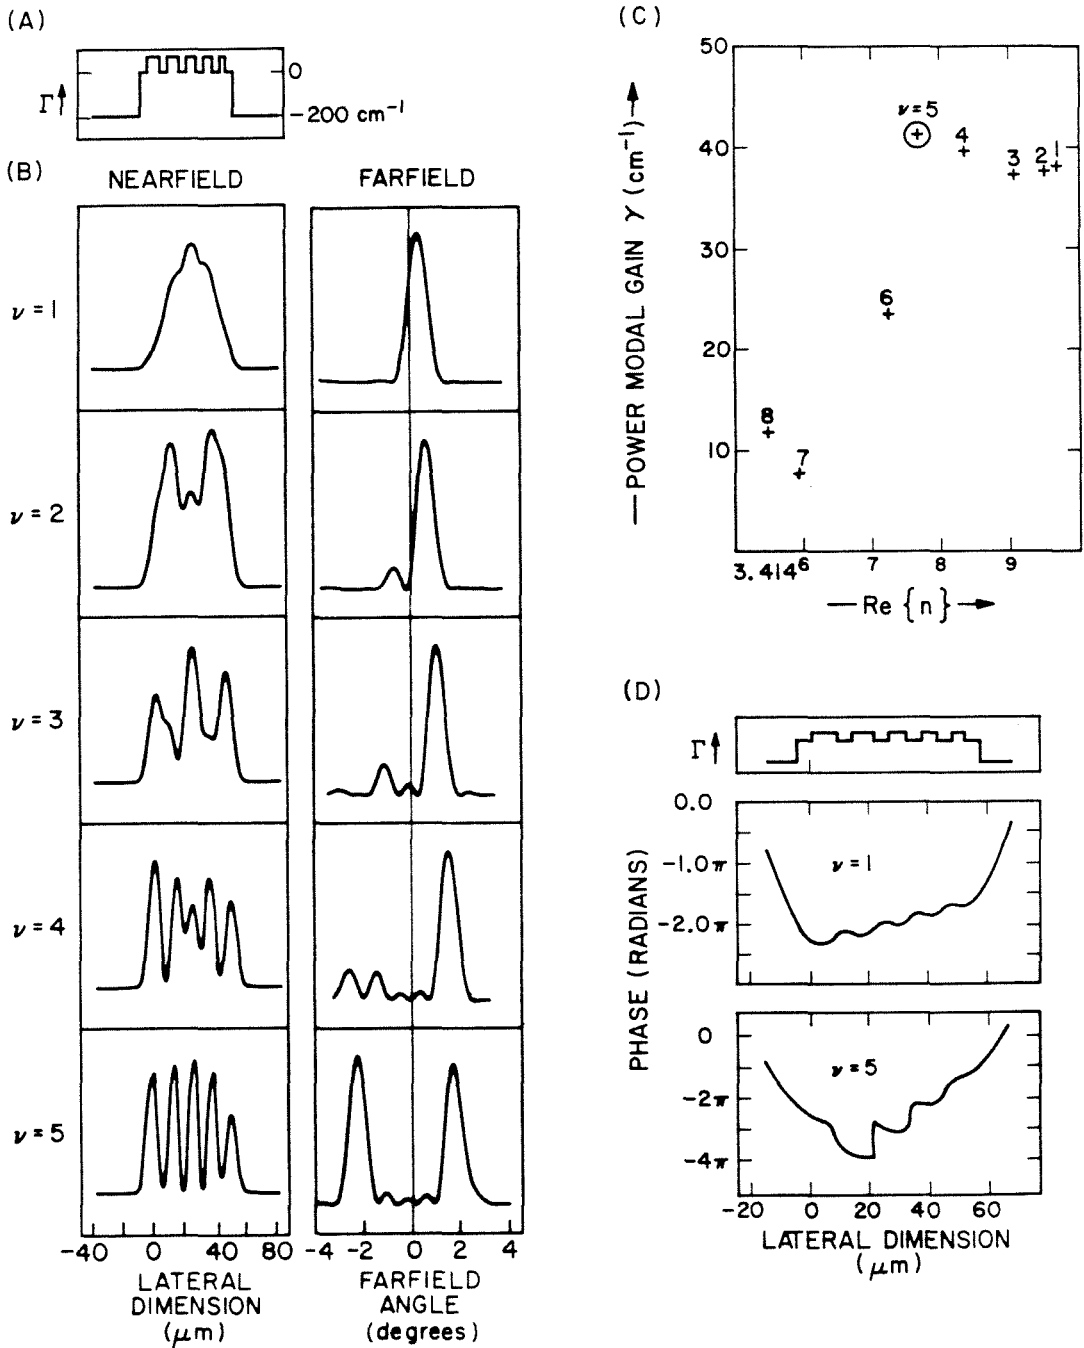 (A)
Γ↑
0
-200 cm⁻¹
(B)
NEARFIELD
FARFIELD
ν = 1
ν = 2
ν = 3
ν = 4
ν = 5
-40 0 40 80
LATERAL
DIMENSION
(μm)
-4 -2 0 2 4
FARFIELD
ANGLE
(degrees)
(C)
50
40
30
20
10
—POWER MODAL GAIN γ (cm⁻¹)→
ν=5
4
3
2
1
6
8
7
3.414⁶ 7 8 9
—Re {n}→
(D)
Γ↑
PHASE (RADIANS)
0.0
-1.0π
-2.0π
ν = 1
0
-2π
-4π
ν = 5
-20 0 20 40 60
LATERAL DIMENSION
(μm)